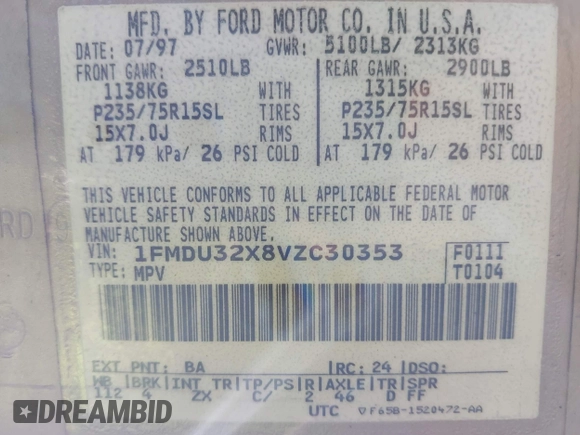 MFD. BY FORD MOTOR CO. IN U.S.A.
DATE: 07/97 GVWR: 5100LB/ 2313KG
FRONT GAWR: 2510LB REAR GAWR: 2900LB
1138KG WITH 1315KG WITH
P235/75R15SL TIRES P235/75R15SL TIRES
15X7.0J RIMS 15X7.0J RIMS
AT 179 kPa/ 26 PSI COLD AT 179 kPa/ 26 PSI COLD
THIS VEHICLE CONFORMS TO ALL APPLICABLE FEDERAL MOTOR
VEHICLE SAFETY STANDARDS IN EFFECT ON THE DATE OF
MANUFACTURE SHOWN ABOVE.
VIN: 1FMDU32X8VZC30353 F0111
TYPE: MPV T0104
EXT PNT: BA RC: 24 DSO:
WB BRK INT TR TP/PS R AXLE TR SPR
112 4 ZX C/ 2 46 D FF
UTC F65B-1520472-AA
DREAMBID